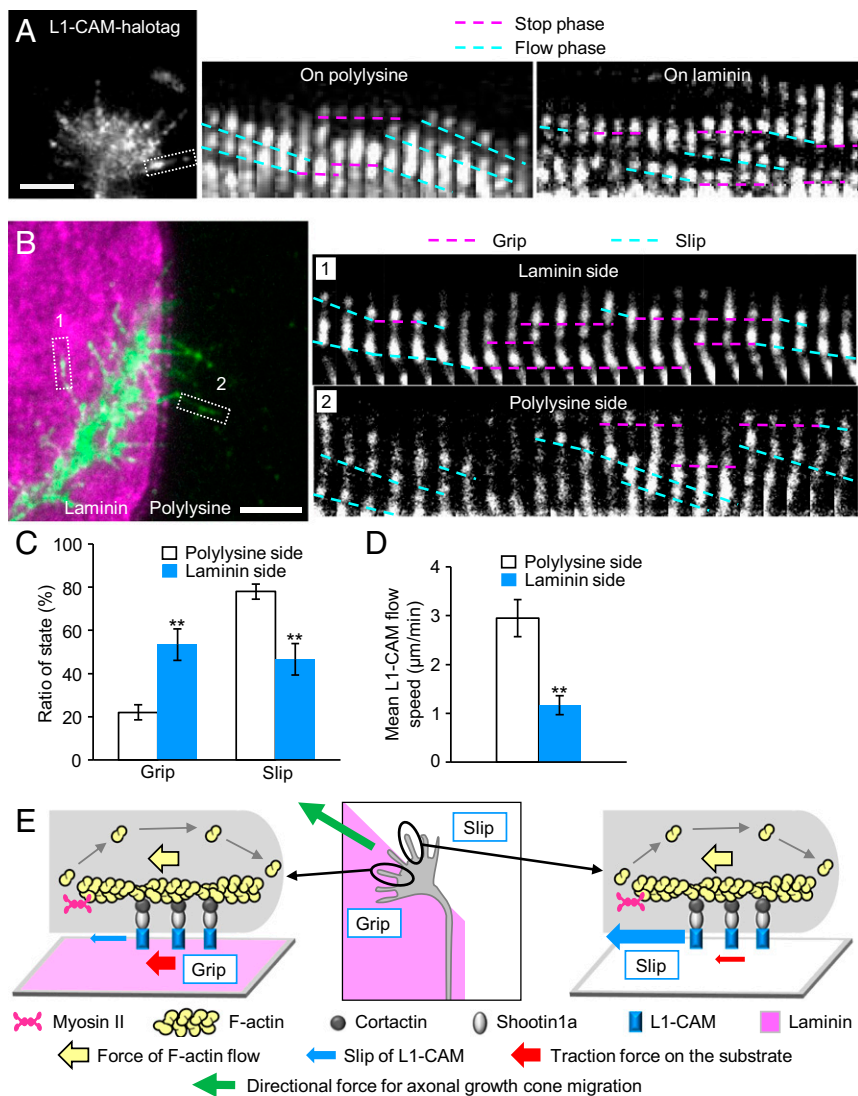 A
L1-CAM-halotag
Stop phase
Flow phase
On polylysine
On laminin
B
Grip
Slip
1
2
Laminin
Polylysine
1
Laminin side
2
Polylysine side
C
Polylysine side
Laminin side
Ratio of state (%)
100
80
60
40
20
0
**
**
Grip
Slip
D
Polylysine side
Laminin side
Mean L1-CAM flow
speed (µm/min)
4
3
2
1
0
**
E
Slip
Grip
Grip
Slip
Myosin II
F-actin
Cortactin
Shootin1a
L1-CAM
Laminin
Force of F-actin flow
Slip of L1-CAM
Traction force on the substrate
Directional force for axonal growth cone migration